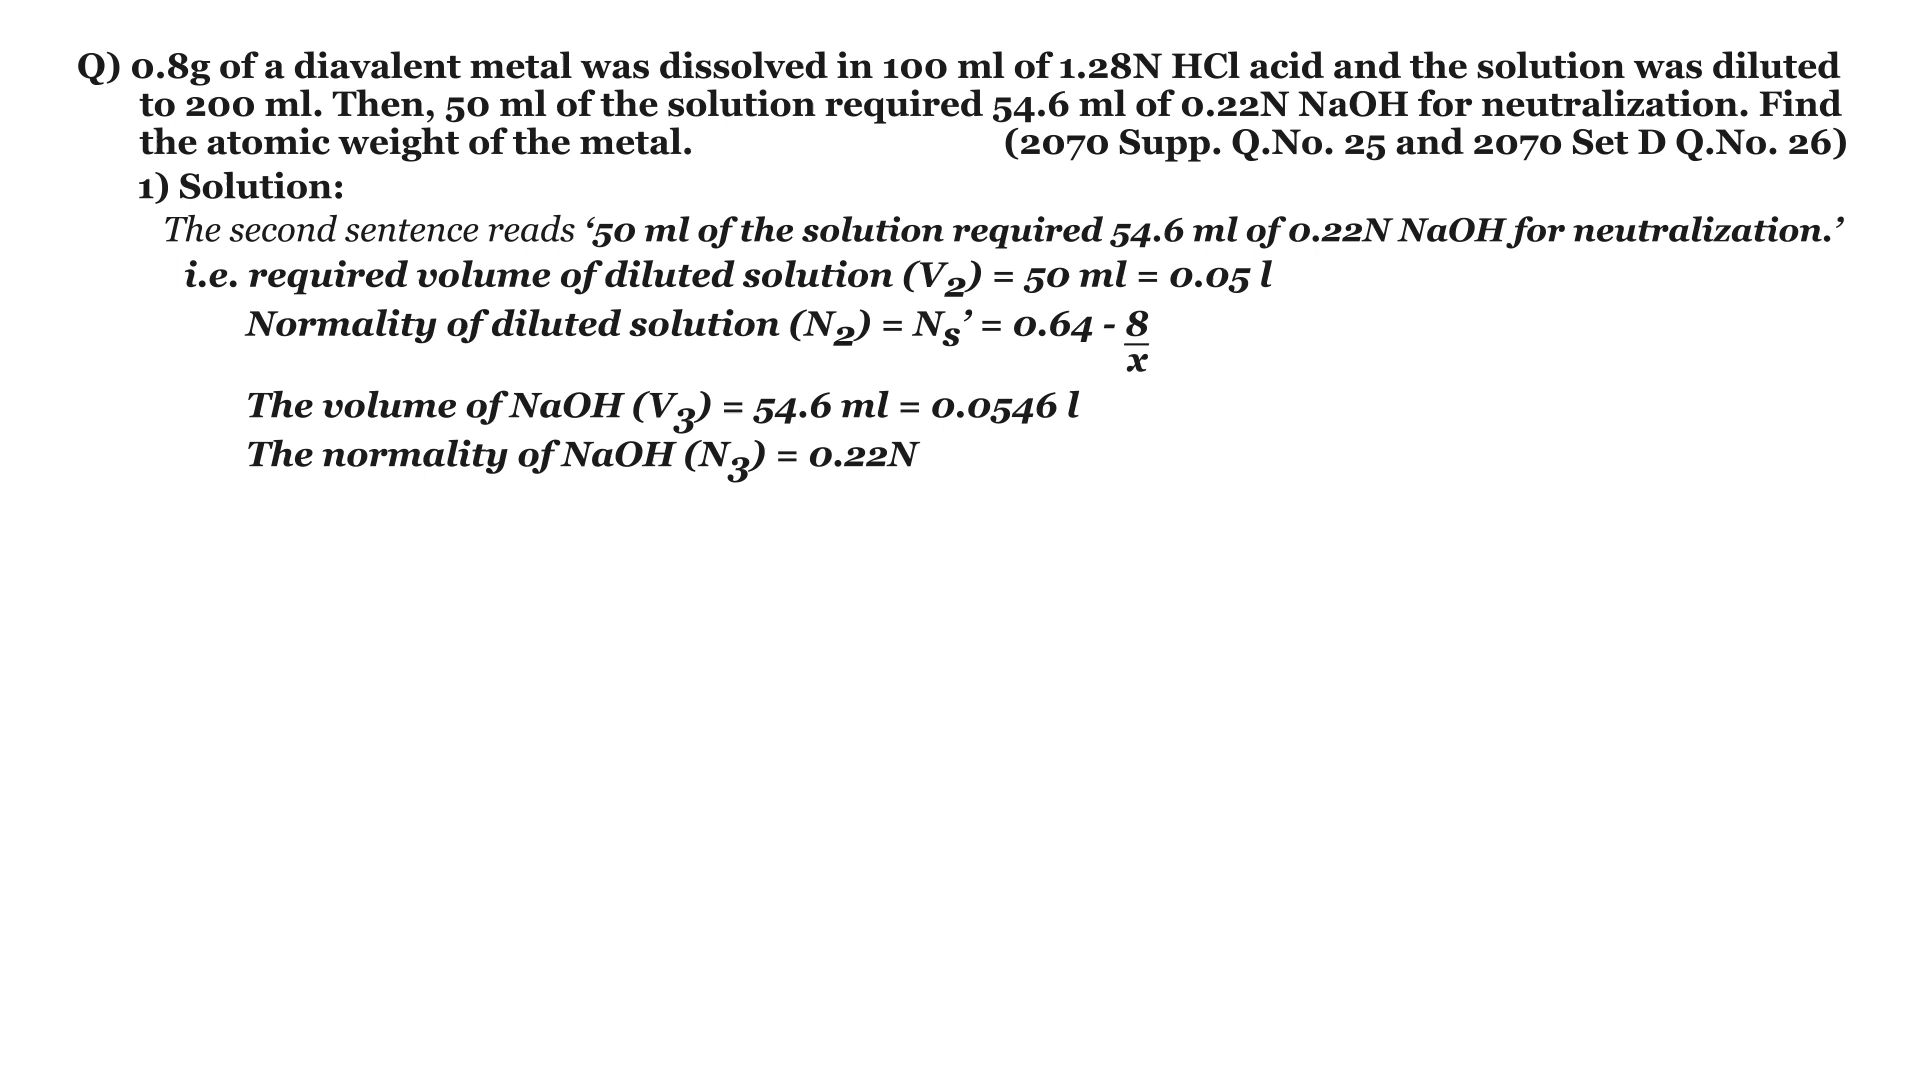 Q) 0.8g of a diavalent metal was dissolved in 100 ml of 1.28N HCl acid and the solution was diluted
to 200 ml. Then, 50 ml of the solution required 54.6 ml of 0.22N NaOH for neutralization. Find
the atomic weight of the metal. (2070 Supp. Q.No. 25 and 2070 Set D Q.No. 26)
1) Solution:
The second sentence reads ‘50 ml of the solution required 54.6 ml of 0.22N NaOH for neutralization.’
i.e. required volume of diluted solution (V₂) = 50 ml = 0.05 l
Normality of diluted solution (N₂) = Nₛ’ = 0.64 - 8
x
The volume of NaOH (V₃) = 54.6 ml = 0.0546 l
The normality of NaOH (N₃) = 0.22N